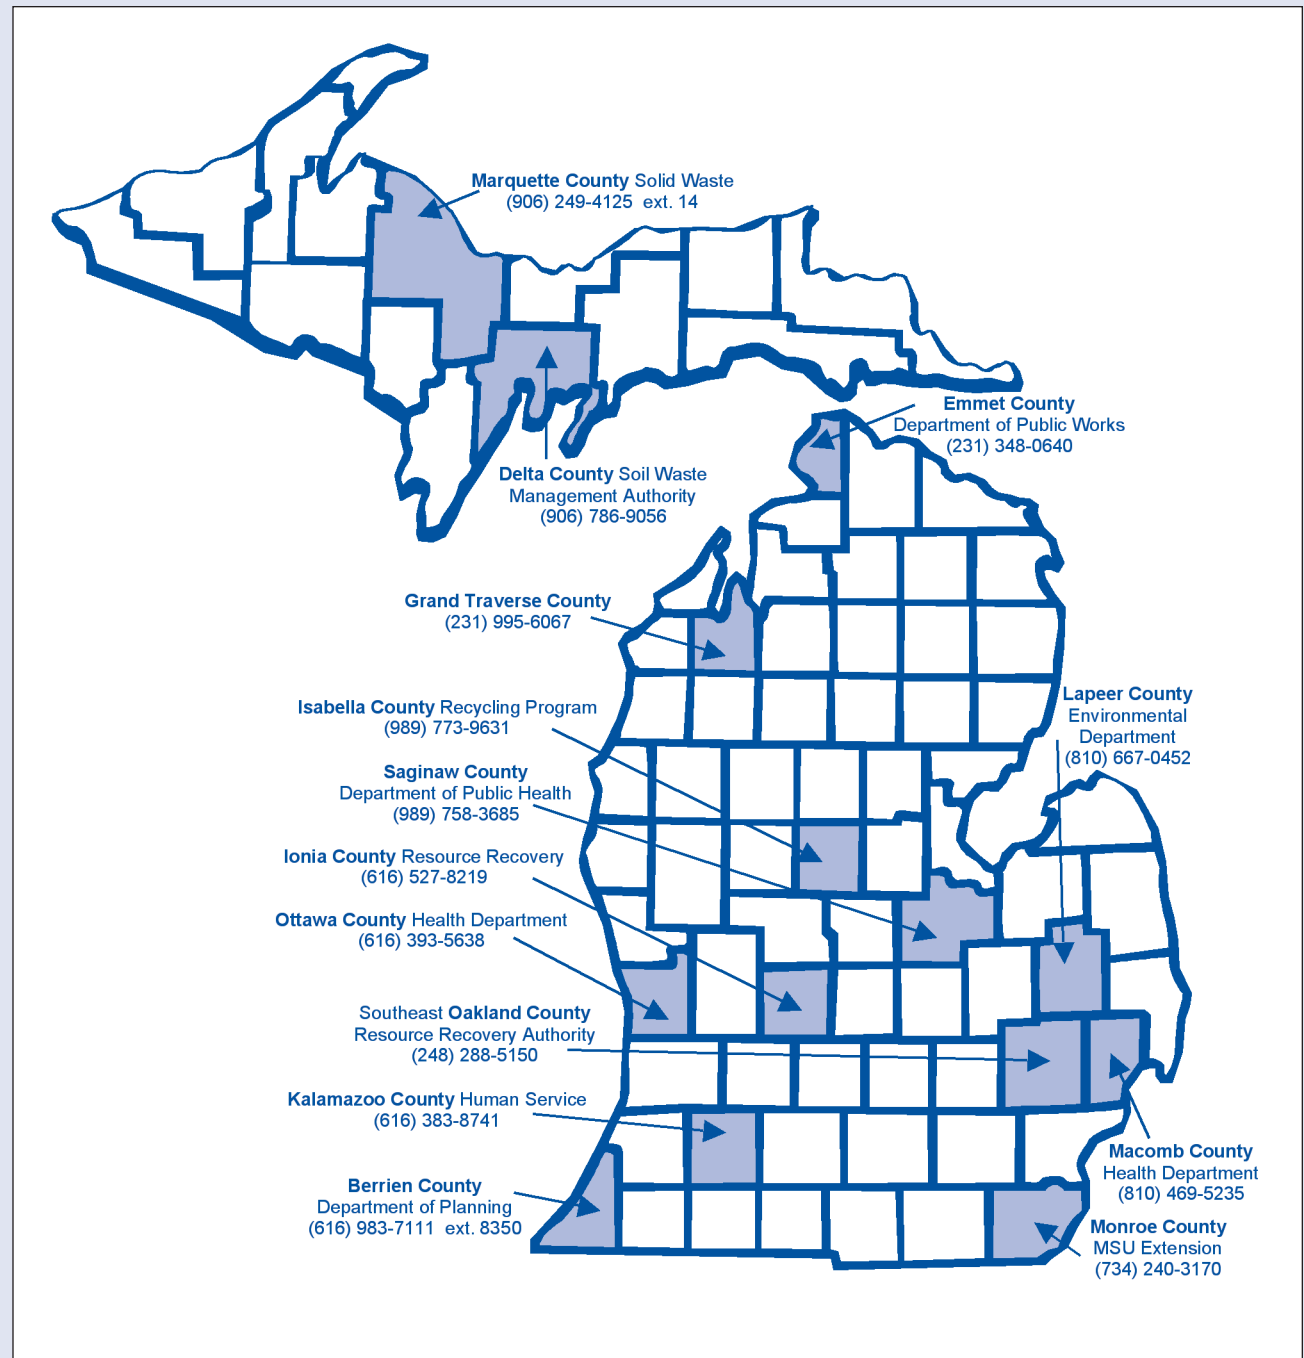 Marquette County Solid Waste
(906) 249-4125 ext. 14
Emmet County
Department of Public Works
(231) 348-0640
Delta County Soil Waste
Management Authority
(906) 786-9056
Grand Traverse County
(231) 995-6067
Lapeer County
Environmental
Department
(810) 667-0452
Isabella County Recycling Program
(989) 773-9631
Saginaw County
Department of Public Health
(989) 758-3685
Ionia County Resource Recovery
(616) 527-8219
Ottawa County Health Department
(616) 393-5638
Southeast Oakland County
Resource Recovery Authority
(248) 288-5150
Kalamazoo County Human Service
(616) 383-8741
Macomb County
Health Department
(810) 469-5235
Berrien County
Department of Planning
(616) 983-7111 ext. 8350
Monroe County
MSU Extension
(734) 240-3170